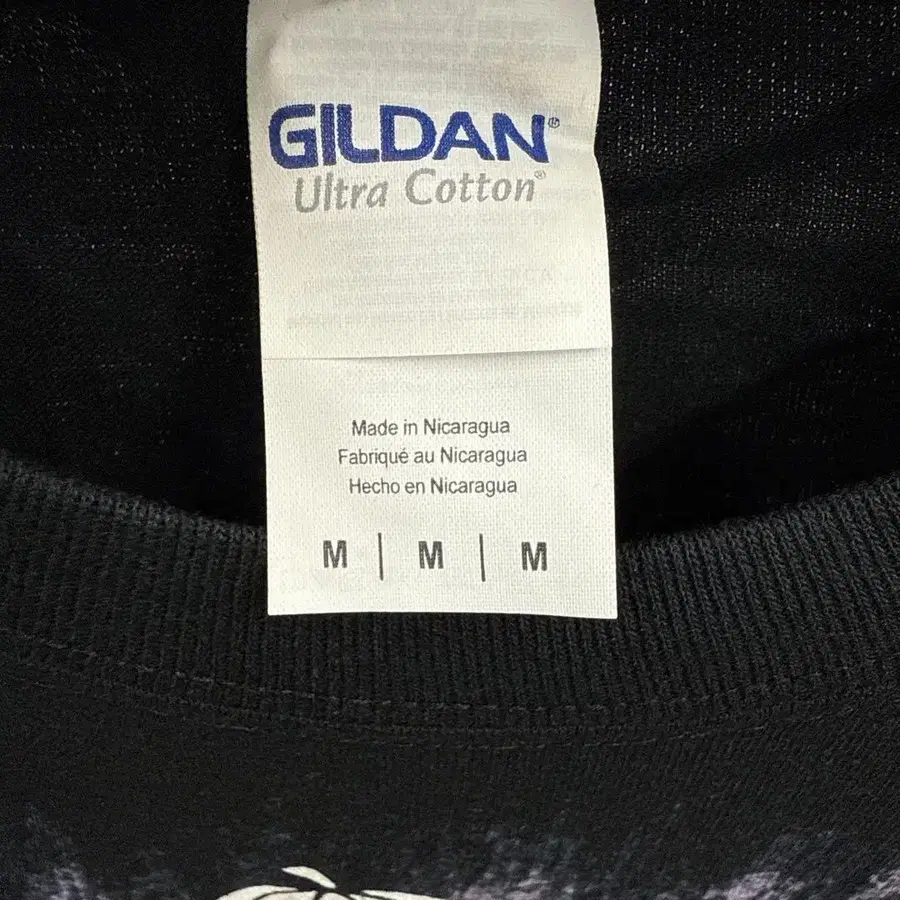 GILDAN®
Ultra Cotton®
Made in Nicaragua
Fabriqué au Nicaragua
Hecho en Nicaragua
M | M | M